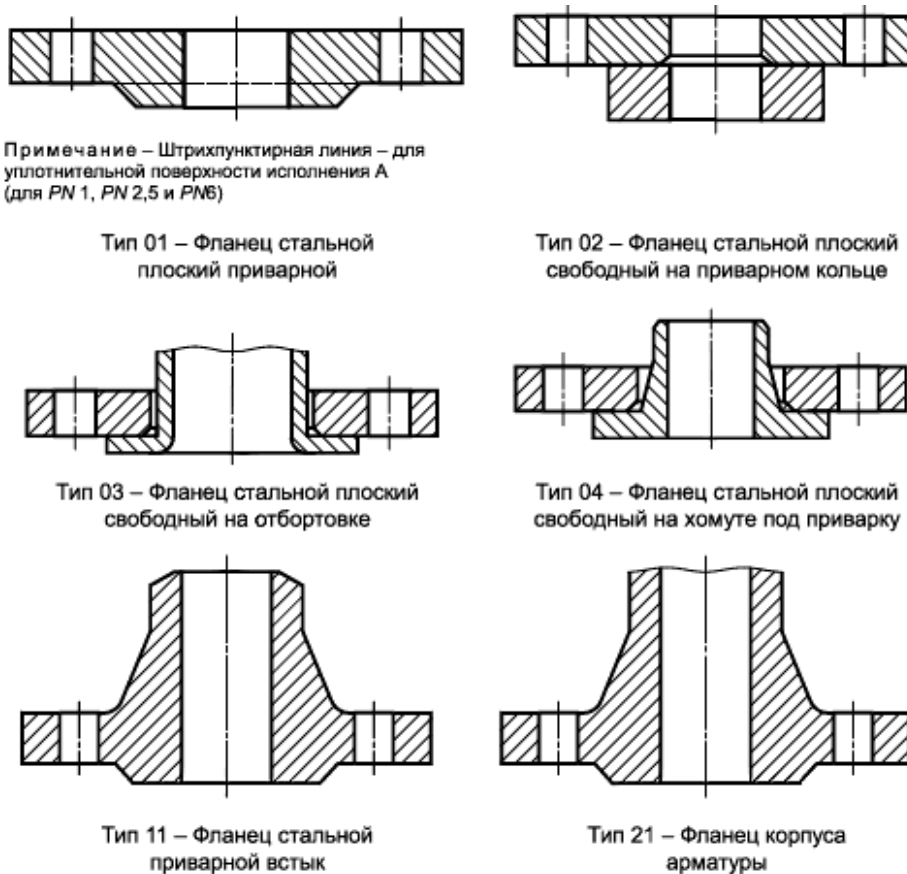 Примечание – Штрихпунктирная линия – для
уплотнительной поверхности исполнения А
(для PN 1, PN 2,5 и PN6)
Тип 01 – Фланец стальной
плоский приварной
Тип 02 – Фланец стальной плоский
свободный на приварном кольце
Тип 03 – Фланец стальной плоский
свободный на отбортовке
Тип 04 – Фланец стальной плоский
свободный на хомуте под приварку
Тип 11 – Фланец стальной
приварной встык
Тип 21 – Фланец корпуса
арматуры